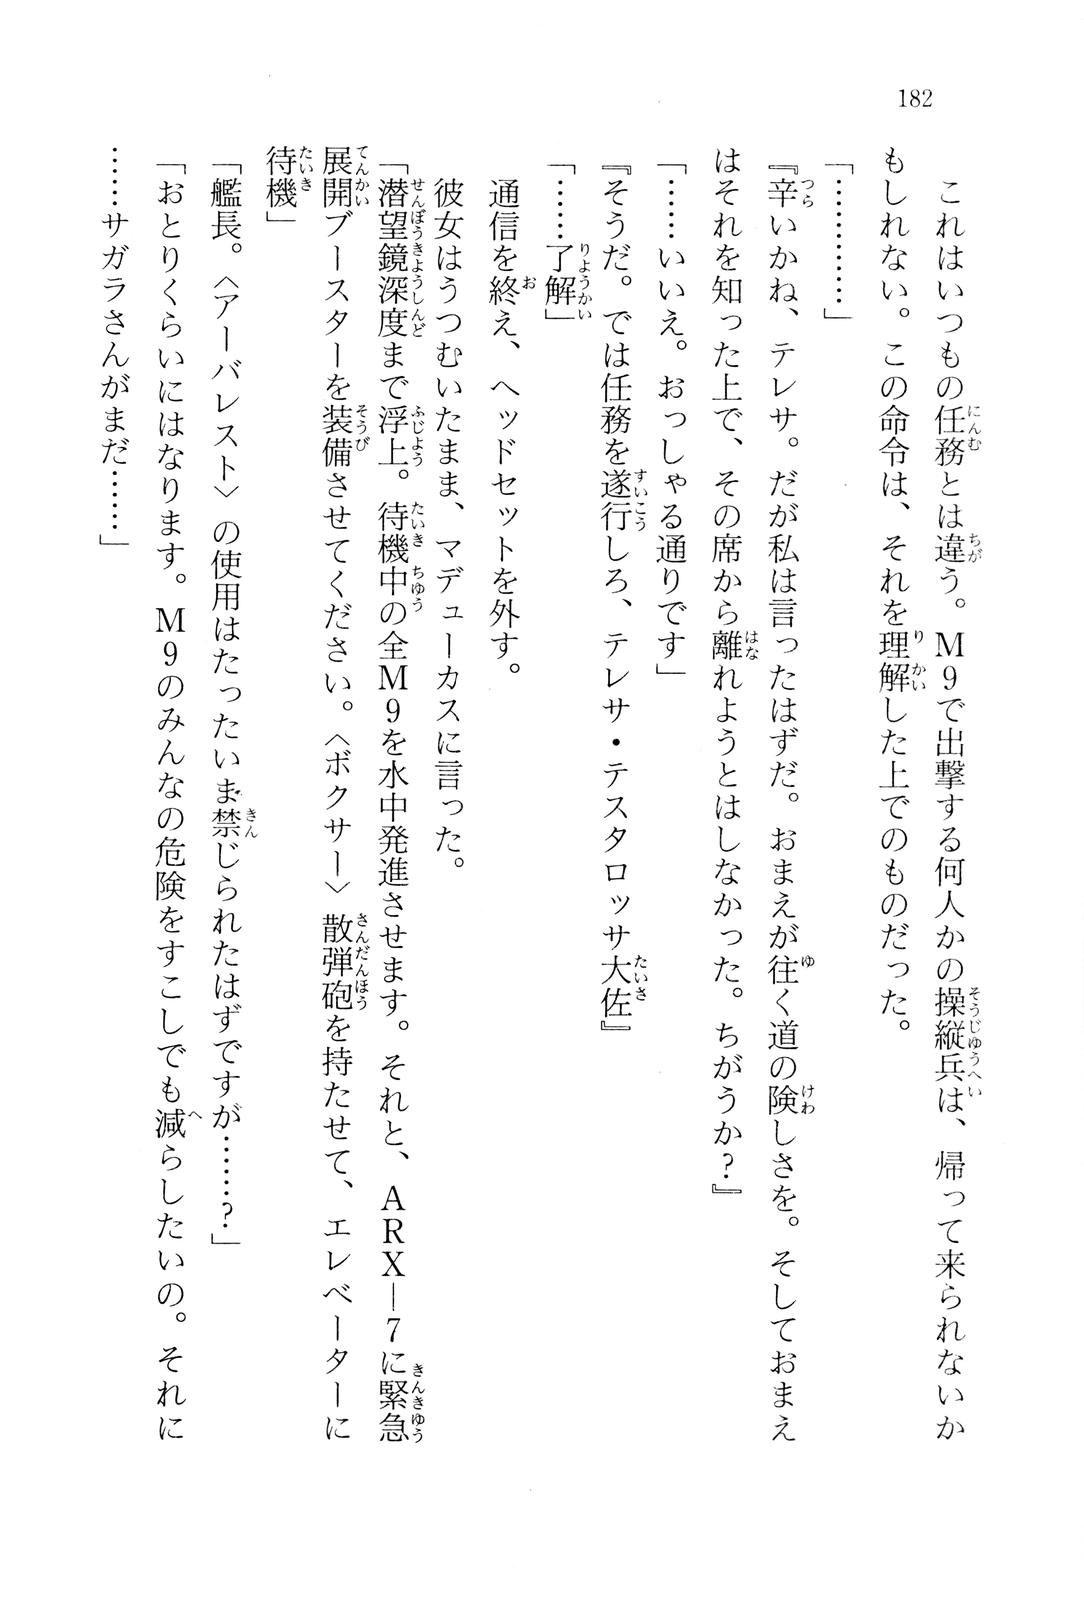 182
　これはいつもの任務とは違う。M9で出撃する何人かの操縦兵は、帰って来られないか
もしれない。この命令は、それを理解した上でのものだった。
「…………」
『辛いかね、テレサ。だが私は言ったはずだ。おまえが往く道の険しさを。そしておまえ
はそれを知った上で、その席から離れようとはしなかった。ちがうか？』
「……いいえ。おっしゃる通りです」
『そうだ。では任務を遂行しろ、テレサ・テスタロッサ大佐』
「……了解」
　通信を終え、ヘッドセットを外す。
　彼女はうつむいたまま、マデューカスに言った。
「潜望鏡深度まで浮上。待機中の全M9を水中発進させます。それと、ARX―7に緊急
展開ブースターを装備させてください。〈ボクサー〉散弾砲を持たせて、エレベーターに
待機」
「艦長。〈アーバレスト〉の使用はたったいま禁じられたはずですが……？」
「おとりくらいにはなります。M9のみんなの危険をすこしでも減らしたいの。それに
……サガラさんがまだ……」